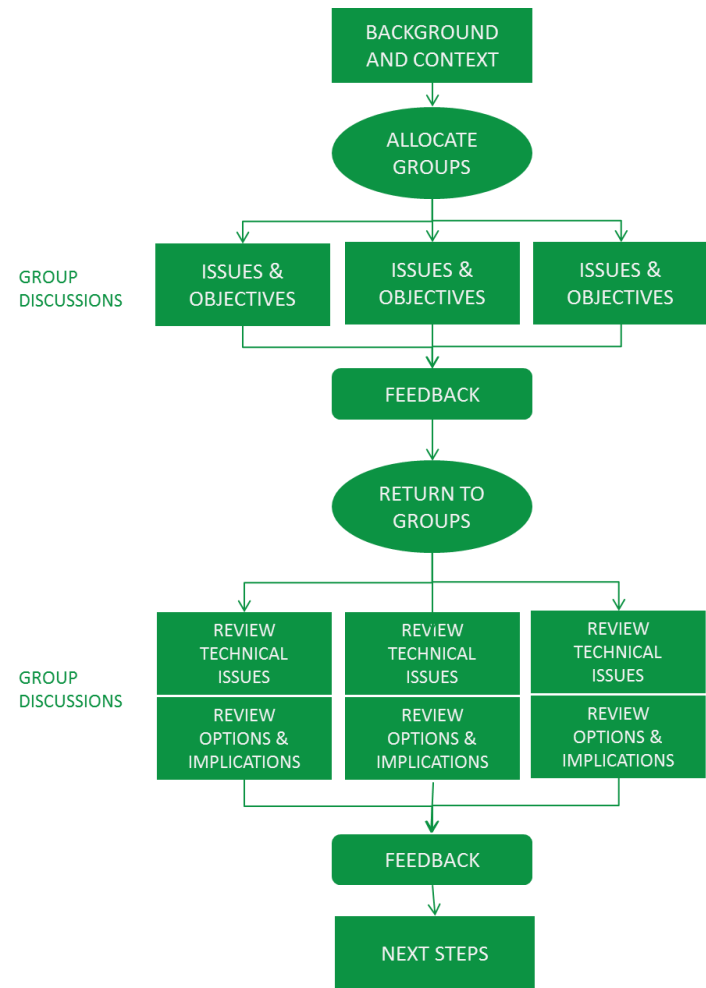 BACKGROUND
AND CONTEXT
ALLOCATE
GROUPS
GROUP
DISCUSSIONS
ISSUES &
OBJECTIVES
ISSUES &
OBJECTIVES
ISSUES &
OBJECTIVES
FEEDBACK
RETURN TO
GROUPS
GROUP
DISCUSSIONS
REVIEW
TECHNICAL
ISSUES
REVIEW
OPTIONS &
IMPLICATIONS
REVIEW
TECHNICAL
ISSUES
REVIEW
OPTIONS &
IMPLICATIONS
REVIEW
TECHNICAL
ISSUES
REVIEW
OPTIONS &
IMPLICATIONS
FEEDBACK
NEXT STEPS